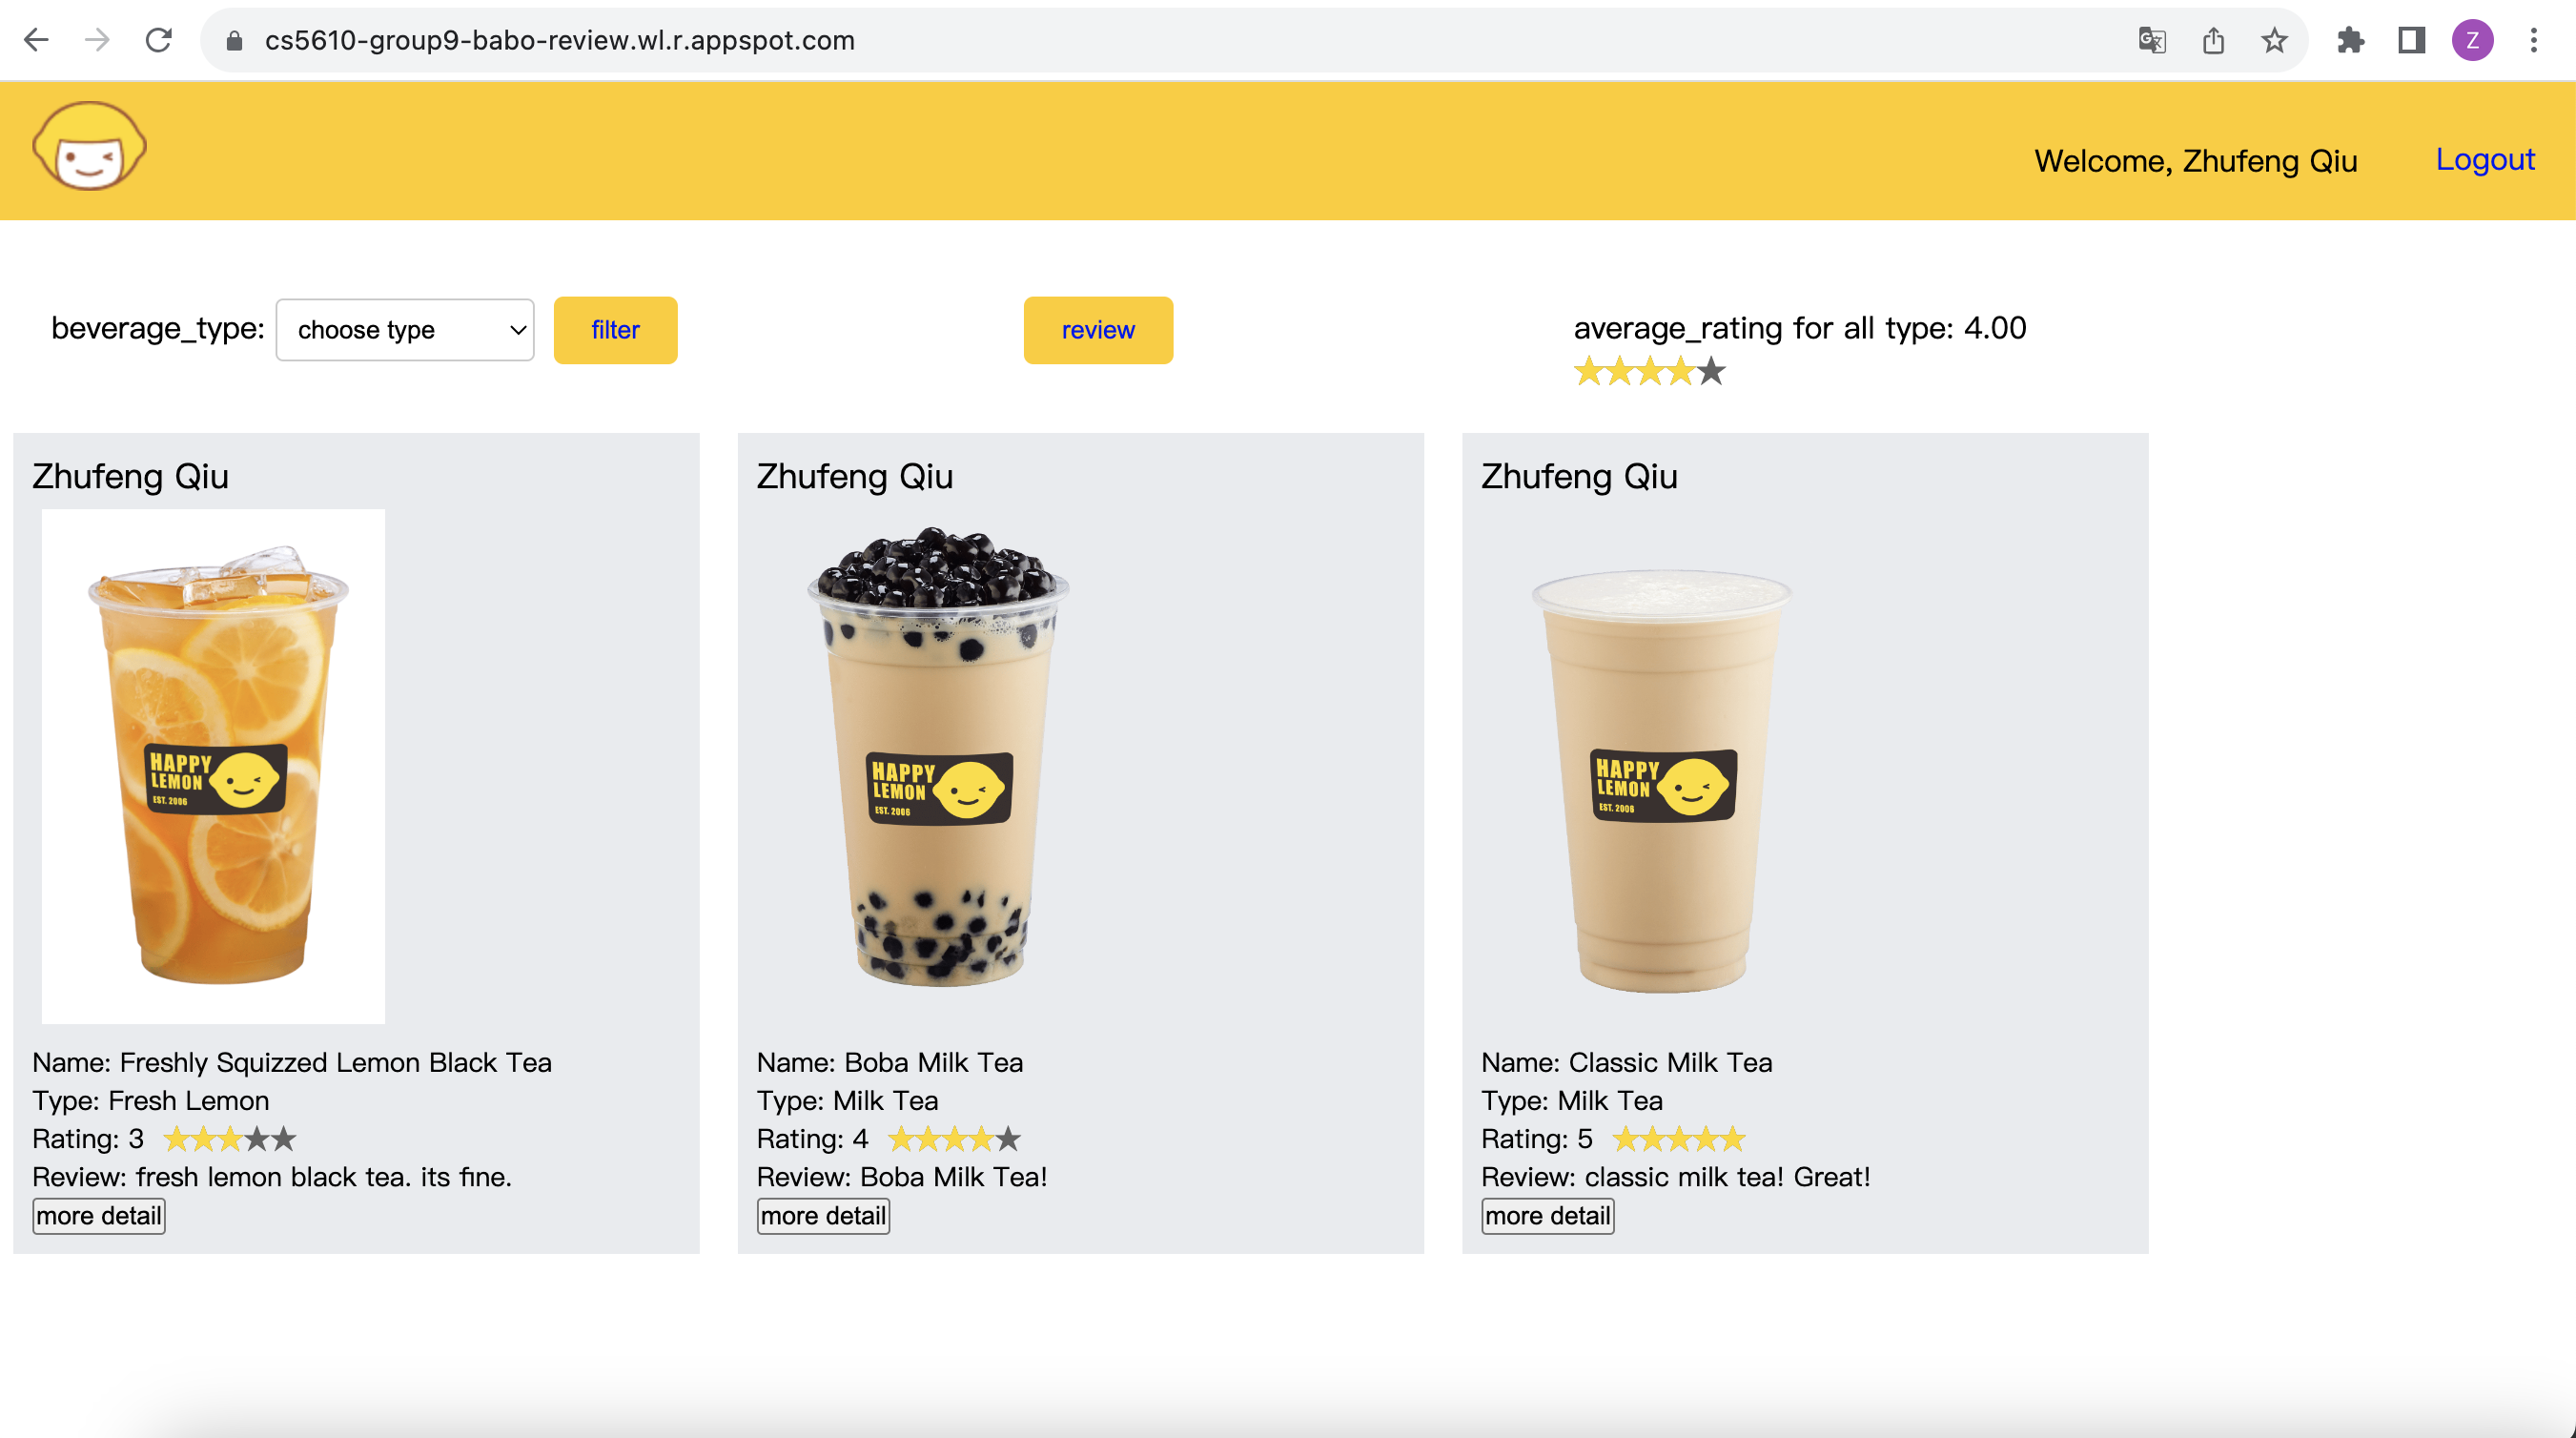 cs5610-group9-babo-review.wl.r.appspot.com
Z
Welcome, Zhufeng Qiu
Logout
beverage_type:
choose type
filter
review
average_rating for all type: 4.00
Zhufeng Qiu
HAPPY
LEMON
EST. 2006
Name: Freshly Squizzed Lemon Black Tea
Type: Fresh Lemon
Rating: 3
Review: fresh lemon black tea. its fine.
more detail
Zhufeng Qiu
HAPPY
LEMON
EST. 2006
Name: Boba Milk Tea
Type: Milk Tea
Rating: 4
Review: Boba Milk Tea!
more detail
Zhufeng Qiu
HAPPY
LEMON
EST. 2006
Name: Classic Milk Tea
Type: Milk Tea
Rating: 5
Review: classic milk tea! Great!
more detail